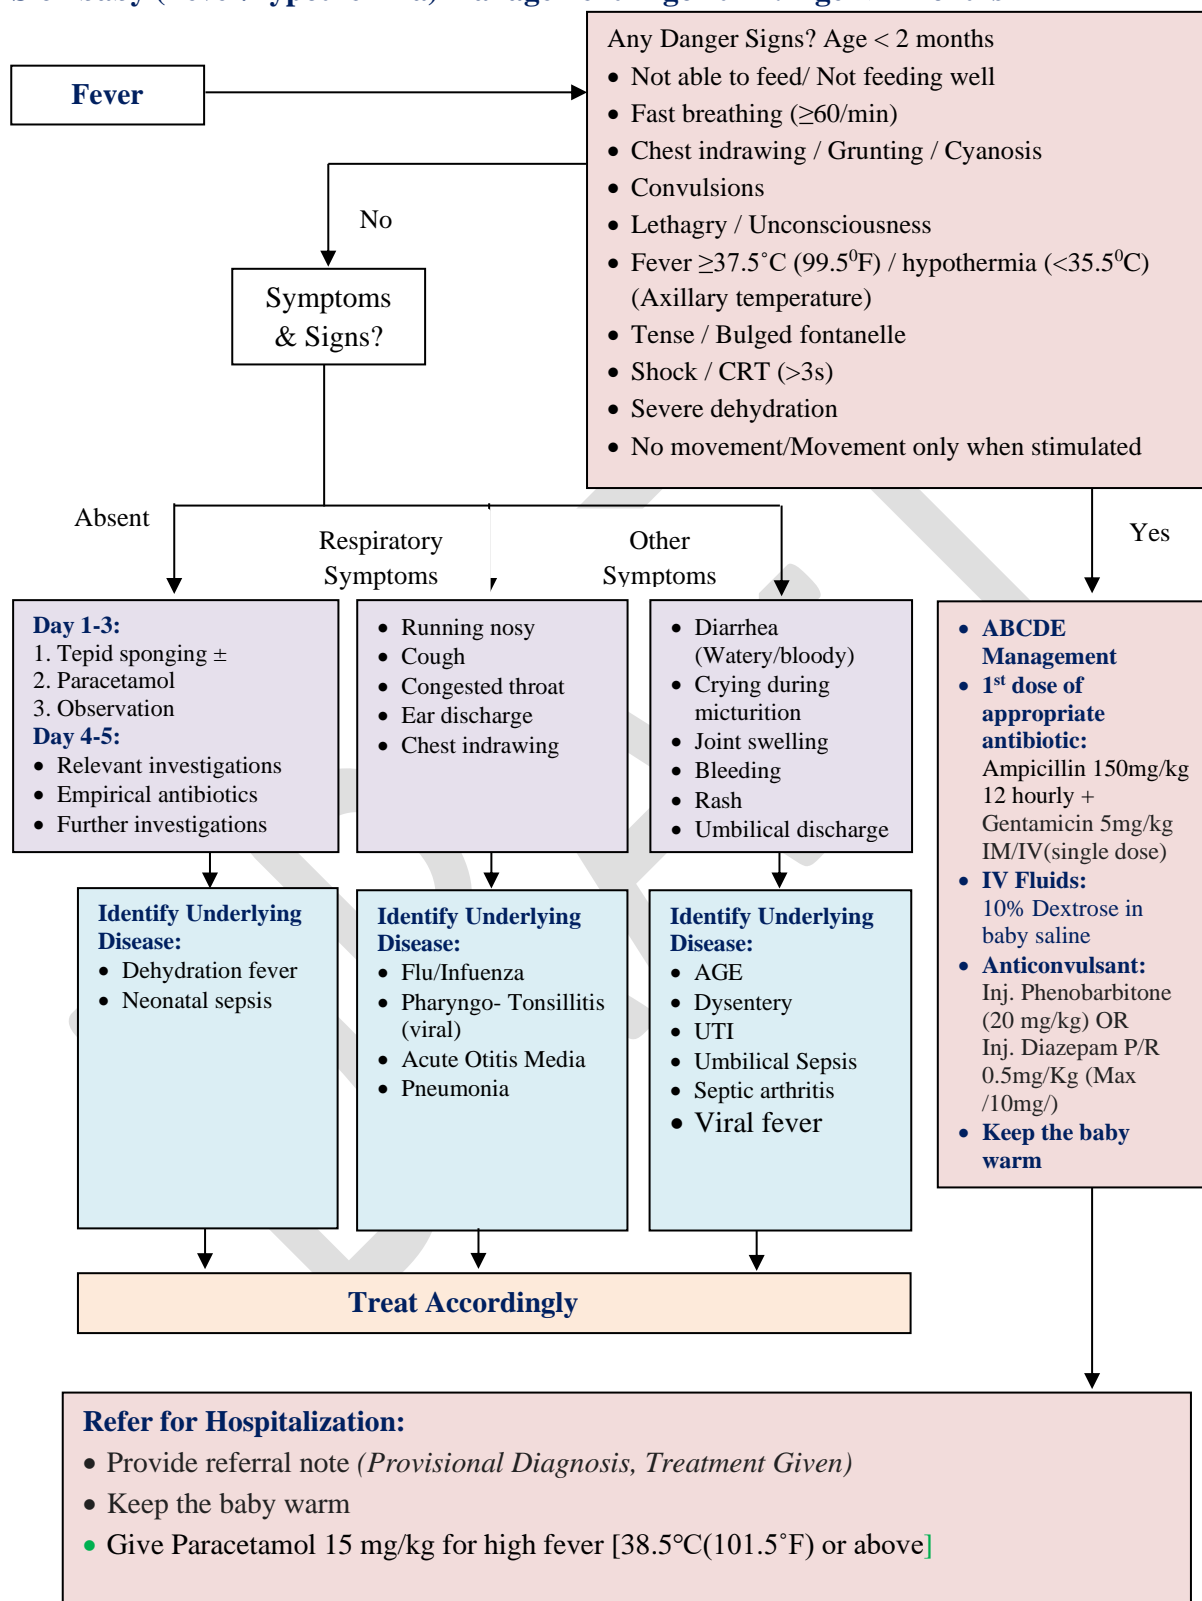 Fever
Any Danger Signs? Age < 2 months
• Not able to feed/ Not feeding well
• Fast breathing (≥60/min)
• Chest indrawing / Grunting / Cyanosis
• Convulsions
• Lethagry / Unconsciousness
• Fever ≥37.5˚C (99.5⁰F) / hypothermia (<35.5⁰C)
(Axillary temperature)
• Tense / Bulged fontanelle
• Shock / CRT (>3s)
• Severe dehydration
• No movement/Movement only when stimulated
No
Symptoms
& Signs?
Absent
Respiratory
Symptoms
Other
Symptoms
Yes
Day 1-3:
1. Tepid sponging ±
2. Paracetamol
3. Observation
Day 4-5:
• Relevant investigations
• Empirical antibiotics
• Further investigations
• Running nosy
• Cough
• Congested throat
• Ear discharge
• Chest indrawing
• Diarrhea
(Watery/bloody)
• Crying during
micturition
• Joint swelling
• Bleeding
• Rash
• Umbilical discharge
• ABCDE
Management
• 1st dose of
appropriate
antibiotic:
Ampicillin 150mg/kg
12 hourly +
Gentamicin 5mg/kg
IM/IV(single dose)
• IV Fluids:
10% Dextrose in
baby saline
• Anticonvulsant:
Inj. Phenobarbitone
(20 mg/kg) OR
Inj. Diazepam P/R
0.5mg/Kg (Max
/10mg/)
• Keep the baby
warm
Identify Underlying
Disease:
• Dehydration fever
• Neonatal sepsis
Identify Underlying
Disease:
• Flu/Infuenza
• Pharyngo- Tonsillitis
(viral)
• Acute Otitis Media
• Pneumonia
Identify Underlying
Disease:
• AGE
• Dysentery
• UTI
• Umbilical Sepsis
• Septic arthritis
• Viral fever
Treat Accordingly
Refer for Hospitalization:
• Provide referral note (Provisional Diagnosis, Treatment Given)
• Keep the baby warm
• Give Paracetamol 15 mg/kg for high fever [38.5°C(101.5˚F) or above]